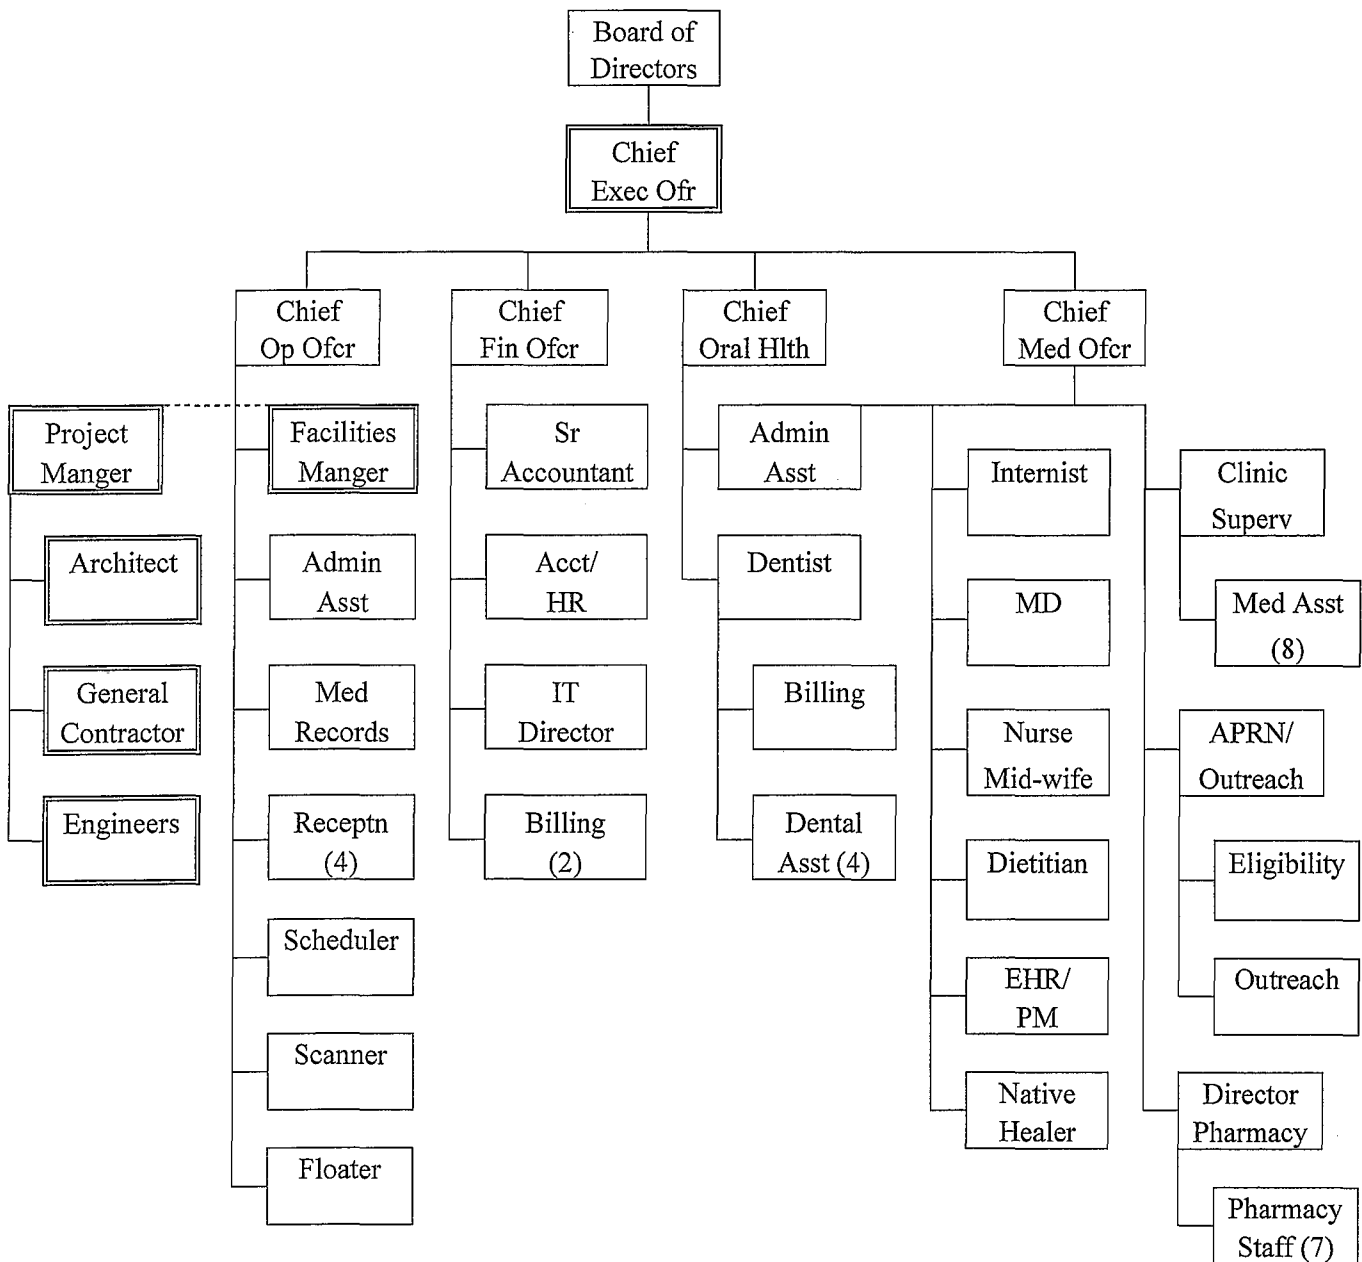 Board of
Directors
Chief
Exec Ofr
Chief
Op Ofcr
Chief
Fin Ofcr
Chief
Oral Hlth
Chief
Med Ofcr
Project
Manger
Facilities
Manger
Sr
Accountant
Admin
Asst
Internist
Clinic
Superv
Architect
Admin
Asst
Acct/
HR
Dentist
MD
Med Asst
(8)
General
Contractor
Med
Records
IT
Director
Billing
Nurse
Mid-wife
APRN/
Outreach
Engineers
Receptn
(4)
Billing
(2)
Dental
Asst (4)
Dietitian
Eligibility
Scheduler
EHR/
PM
Outreach
Scanner
Native
Healer
Director
Pharmacy
Floater
Pharmacy
Staff (7)